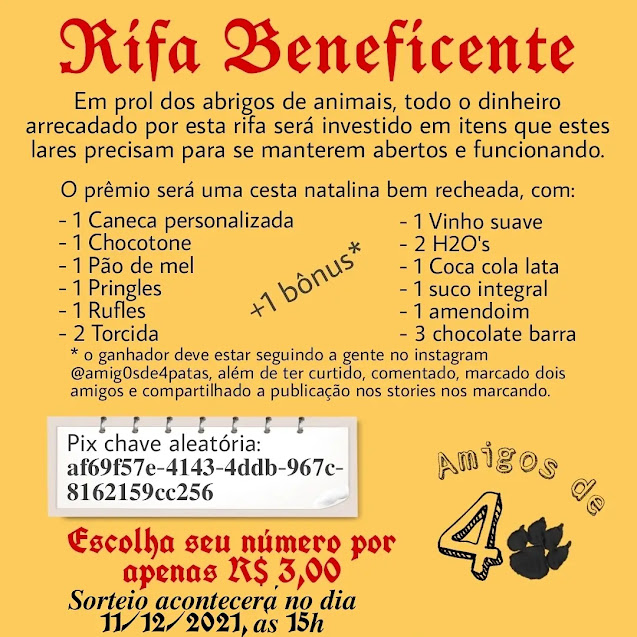 Rifa Beneficente
Em prol dos abrigos de animais, todo o dinheiro
arrecadado por esta rifa será investido em itens que estes
lares precisam para se manterem abertos e funcionando.
O prêmio será uma cesta natalina bem recheada, com:
- 1 Caneca personalizada
- 1 Chocotone
- 1 Pão de mel
- 1 Pringles
- 1 Rufles
- 2 Torcida
+1 bônus*
- 1 Vinho suave
- 2 H2O's
- 1 Coca cola lata
- 1 suco integral
- 1 amendoim
- 3 chocolate barra
* o ganhador deve estar seguindo a gente no instagram
@amig0sde4patas, além de ter curtido, comentado, marcado dois
amigos e compartilhado a publicação nos stories nos marcando.
Pix chave aleatória:
af69f57e-4143-4ddb-967c-
8162159cc256
Amigos de
4
Escolha seu número por
apenas R$ 3,00
Sorteio acontecerá no dia
11/12/2021, às 15h